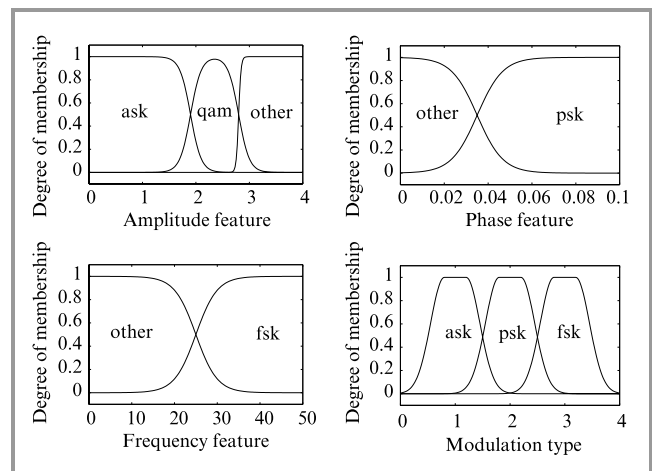 Degree of membership
1
0.8
0.6
0.4
0.2
0
ask
qam
other
0 1 2 3 4
Amplitude feature
Degree of membership
1
0.8
0.6
0.4
0.2
0
other
psk
0 0.02 0.04 0.06 0.08 0.1
Phase feature
Degree of membership
1
0.8
0.6
0.4
0.2
0
other
fsk
0 10 20 30 40 50
Frequency feature
Degree of membership
1
0.8
0.6
0.4
0.2
0
ask
psk
fsk
0 1 2 3 4
Modulation type